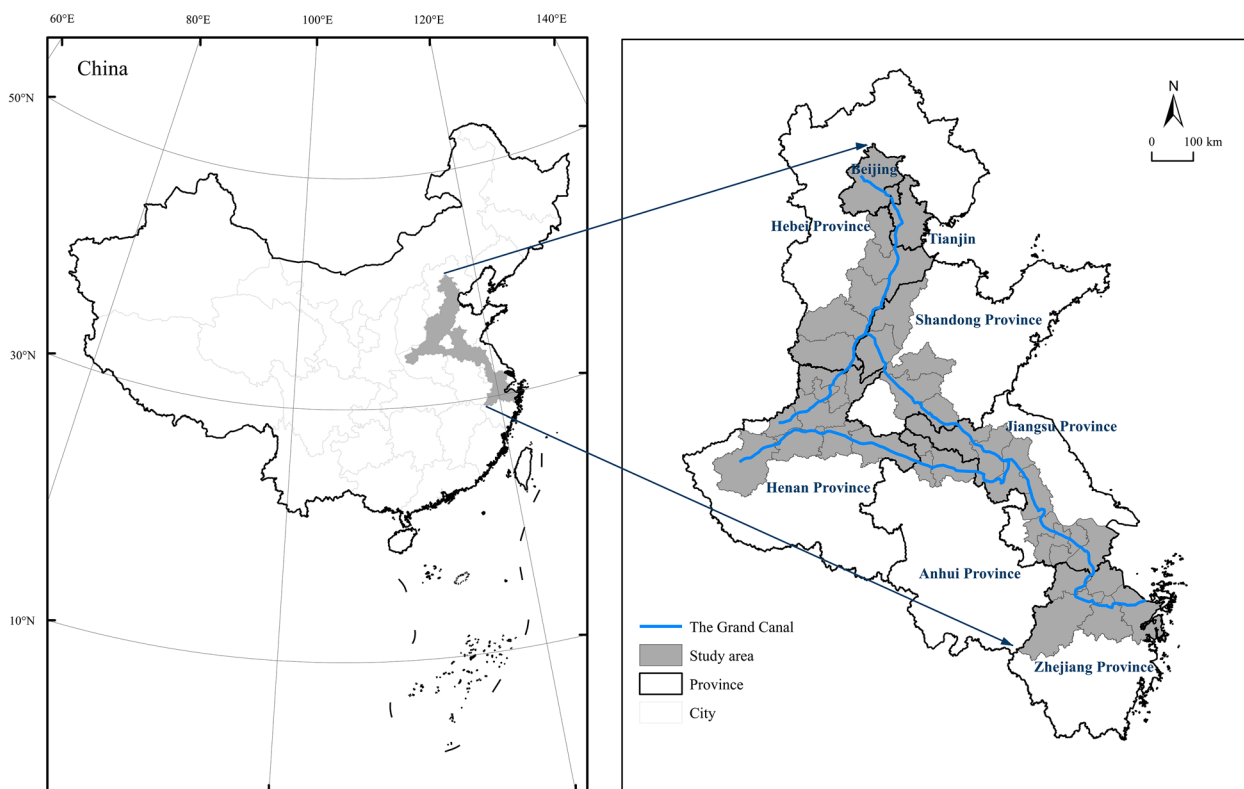 60°E
80°E
100°E
120°E
140°E
50°N
30°N
10°N
China
N
0 100 km
Beijing
Hebei Province
Tianjin
Shandong Province
Jiangsu Province
Henan Province
Anhui Province
Zhejiang Province
The Grand Canal
Study area
Province
City